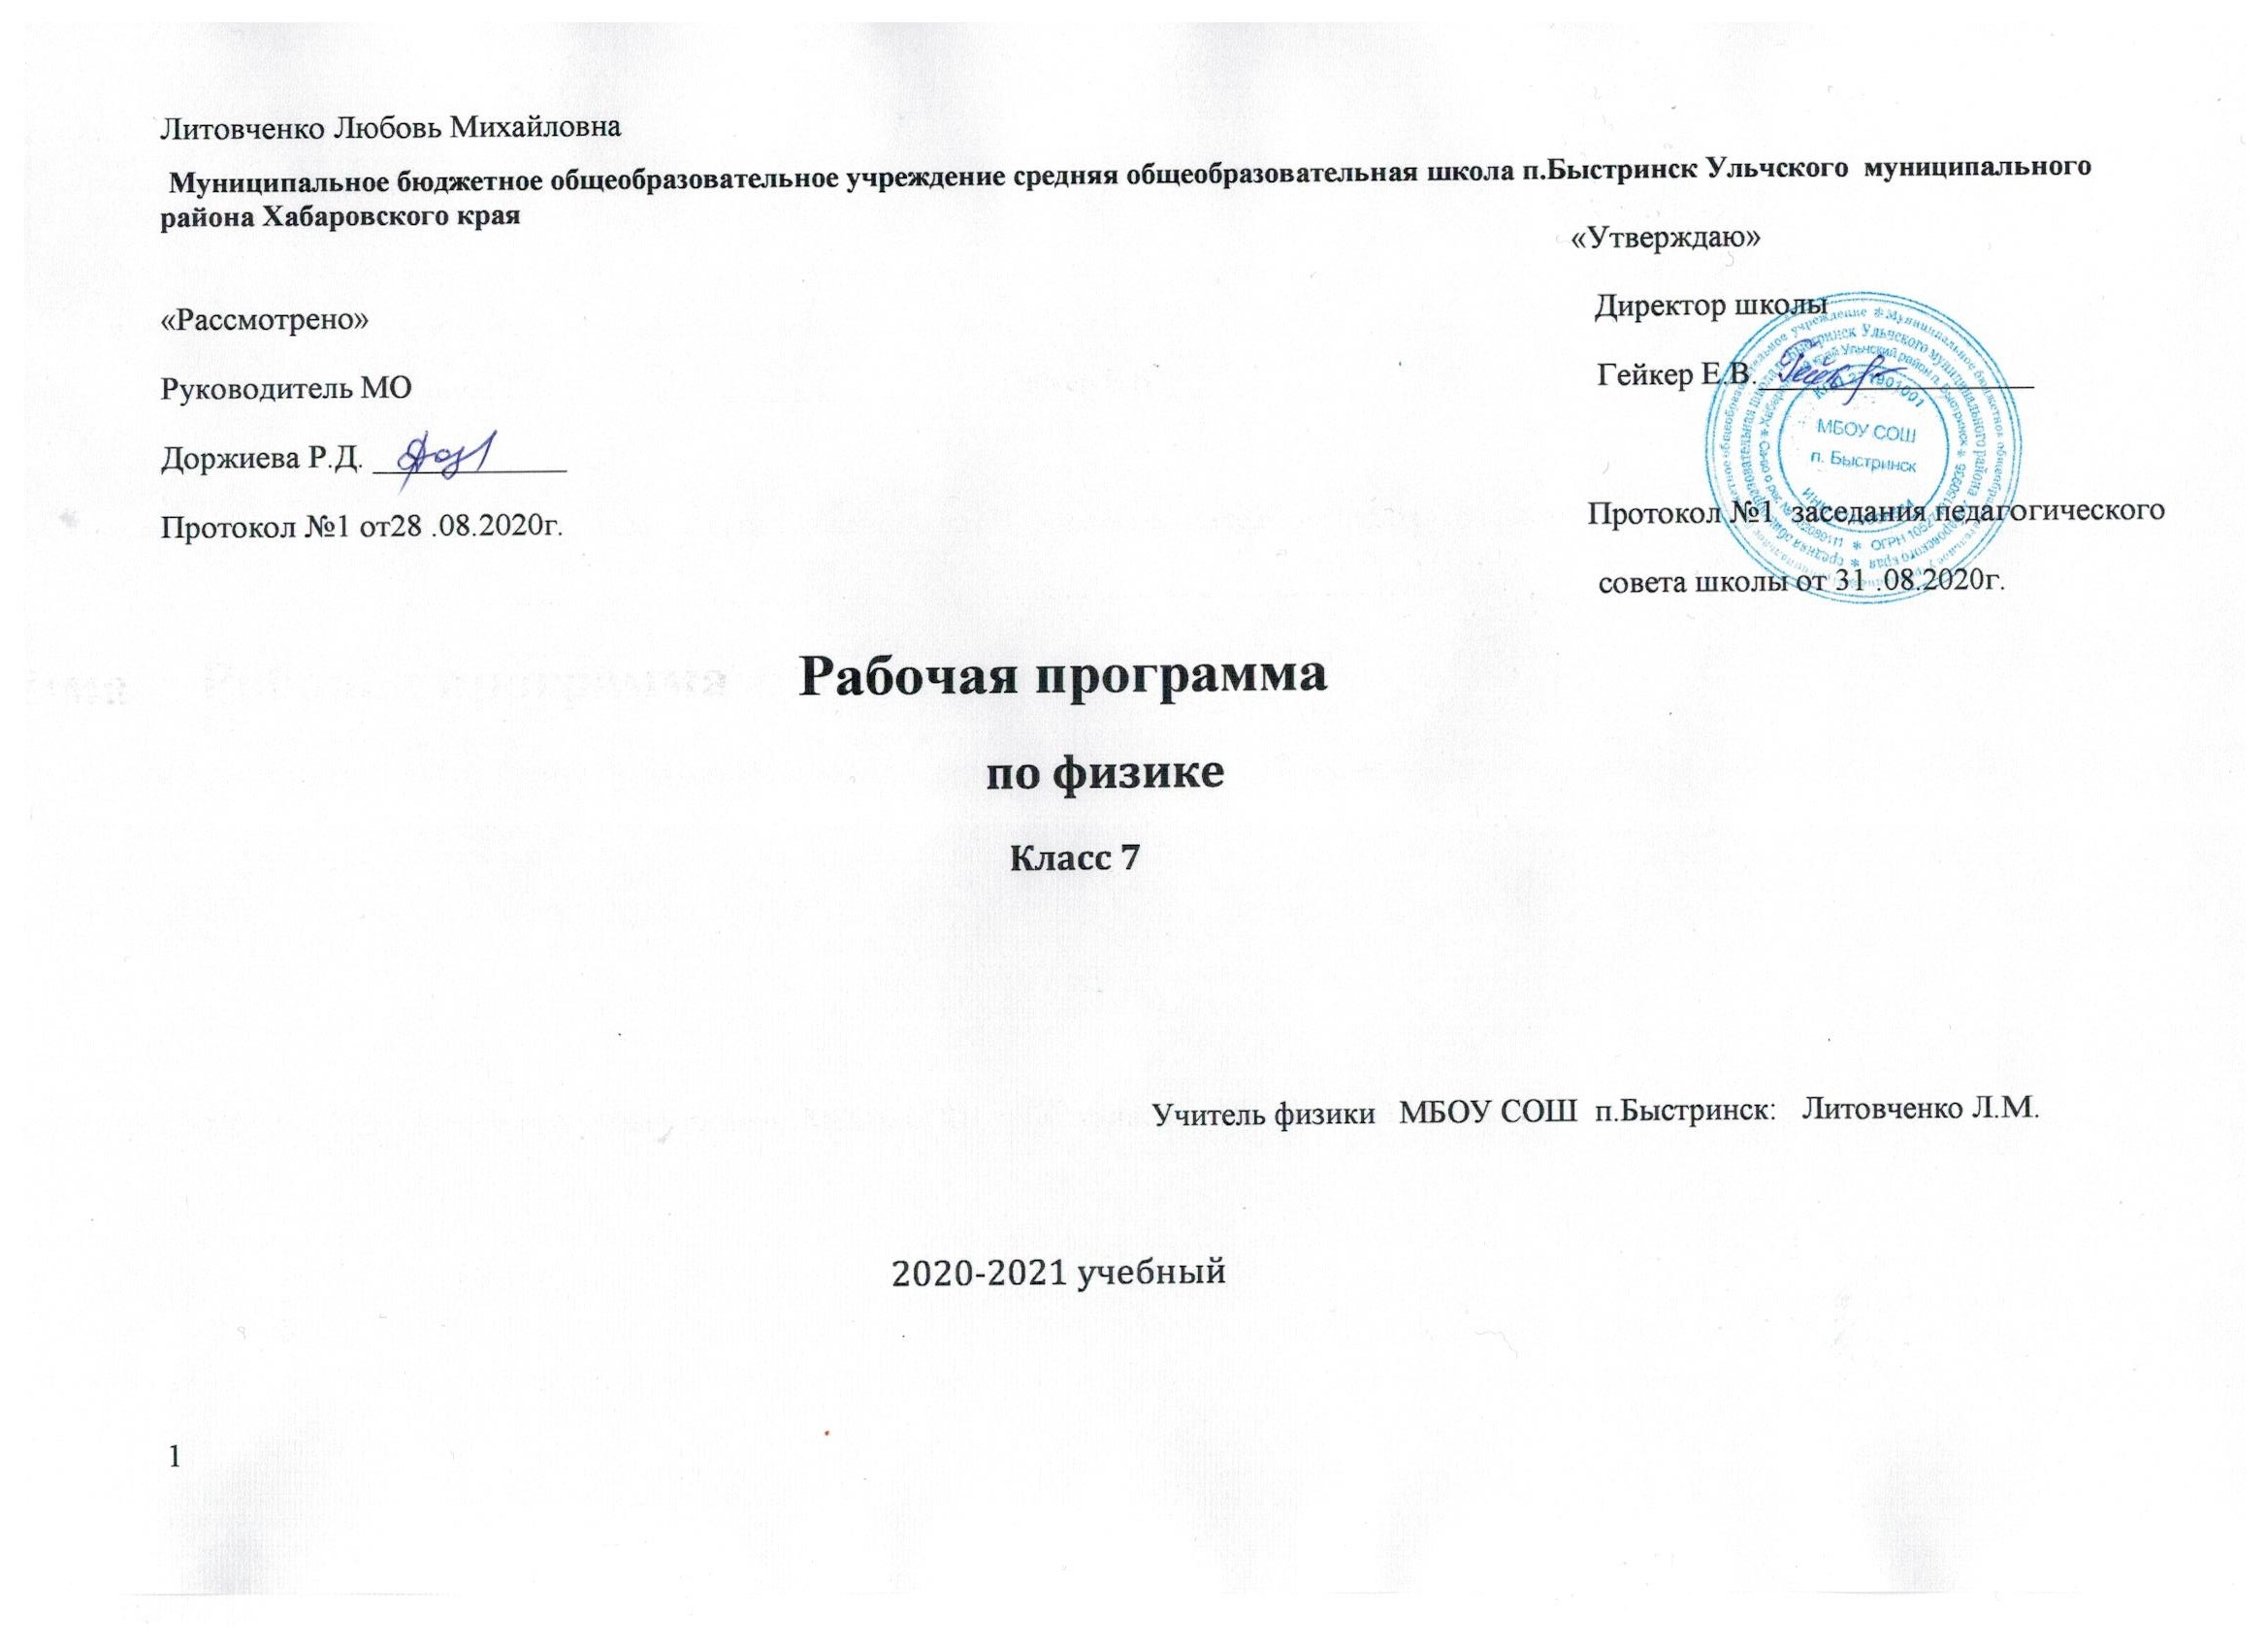 Литовченко Любовь Михайловна
Муниципальное бюджетное общеобразовательное учреждение средняя общеобразовательная школа п.Быстринск Ульчского муниципального
района Хабаровского края
«Утверждаю»
«Рассмотрено»
Директор школы
Руководитель МО
Гейкер Е.В.
Доржиева Р.Д.
Протокол №1 от28 .08.2020г.
Протокол №1 заседания педагогического
совета школы от 31 .08.2020г.
МБОУ СОШ
п. Быстринск
Рабочая программа
по физике
Класс 7
Учитель физики МБОУ СОШ п.Быстринск: Литовченко Л.М.
2020-2021 учебный
1